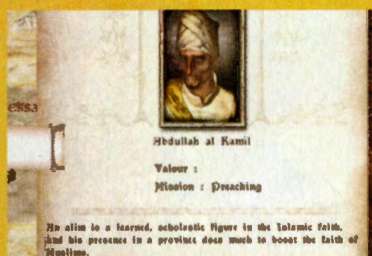 essa
Abdullah al Kamil
Valour :
Mission : Preaching
An alim is a learned, scholastic figure in the Islamic faith,
and his presence in a province does much to boost the faith of
Muslims.